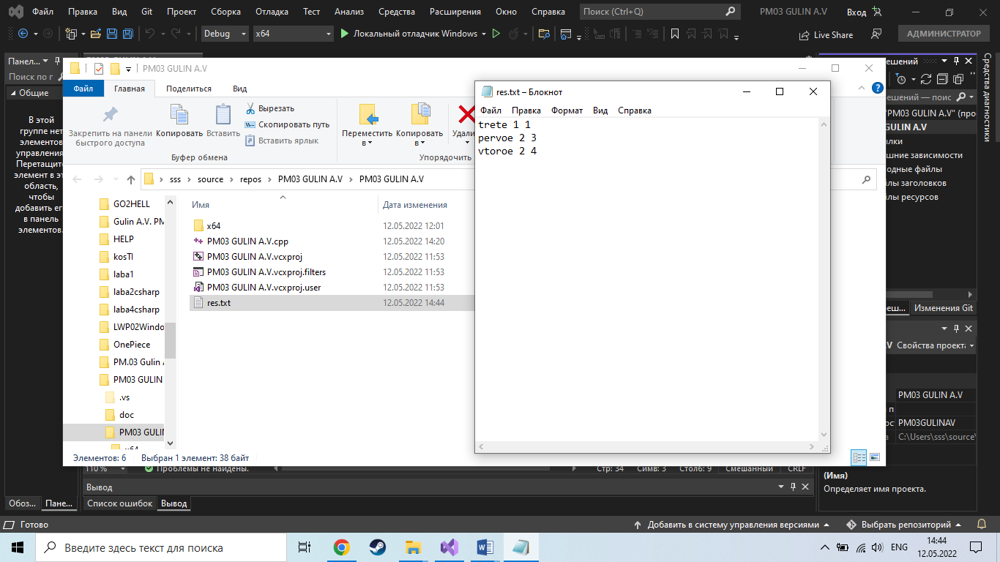 Файл Правка Вид Git Проект Сборка Отладка Тест Анализ Средства Расширения Окно Справка Поиск (Ctrl+Q) PM03 GULIN A.V Вход
Debug x64 Локальный отладчик Windows Live Share АДМИНИСТРАТОР
Панел...
Поиск по г
Общие
В этой
группе нет
элементов
управления.
Перетащите
элемент в эту
область,
чтобы
добавить его
в панель
элементов.
Обоз... Пане...
PM03 GULIN A.V
Файл Главная Поделиться Вид
Закрепить на панели
быстрого доступа
Копировать Вставить
Вырезать
Скопировать путь
Вставить ярлык
Буфер обмена
Переместить
в
Копировать
в
Удали
Упорядочить
sss source repos PM03 GULIN A.V PM03 GULIN A.V
GO2HELL
Gulin A.V. PM
HELP
kosTI
laba1
laba2csharp
laba4csharp
LWP02Windo
OnePiece
PM.03 Gulin
PM03 GULIN
.vs
doc
PM03 GULI
x64
Имя Дата изменения
x64 12.05.2022 12:01
PM03 GULIN A.V.cpp 12.05.2022 14:20
PM03 GULIN A.V.vcxproj 12.05.2022 11:53
PM03 GULIN A.V.vcxproj.filters 12.05.2022 11:53
PM03 GULIN A.V.vcxproj.user 12.05.2022 11:53
res.txt 12.05.2022 14:44
Элементов: 6 Выбран 1 элемент: 38 байт
res.txt – Блокнот
Файл Правка Формат Вид Справка
trete 1 1
pervoe 2 3
vtoroe 2 4
ешений
ешений — поис
"PM03 GULIN A.V" (про
GULIN A.V
лки
шние зависимости
одные файлы
лы заголовков
лы ресурсов
еш... Изменения Git
Средства диагностики
V Свойства проекта
PM03 GULIN A.V
п
ос PM03GULINAV
а C:\Users\sss\source\
(Имя)
Определяет имя проекта.
110 % Проблемы не найдены. Стр: 34 Симв: 3 Столб: 9 Смешанный CRLF
Вывод
Список ошибок Вывод
Готово Добавить в систему управления версиями Выбрать репозиторий
Введите здесь текст для поиска ENG
14:44
12.05.2022